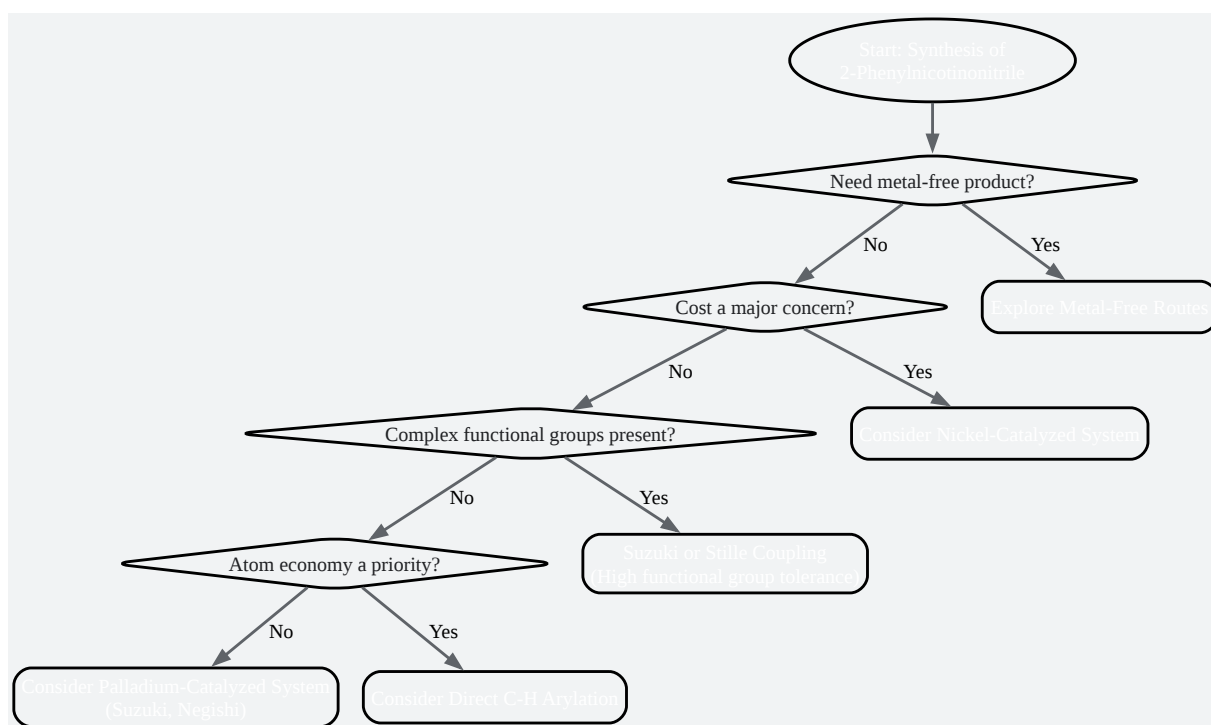 Start: Synthesis of
2-Phenylnicotinonitrile
Need metal-free product?
No
Yes
Cost a major concern?
Explore Metal-Free Routes
No
Yes
Complex functional groups present?
Consider Nickel-Catalyzed System
No
Yes
Atom economy a priority?
Suzuki or Stille Coupling
(High functional group tolerance)
No
Yes
Consider Palladium-Catalyzed System
(Suzuki, Negishi)
Consider Direct C-H Arylation